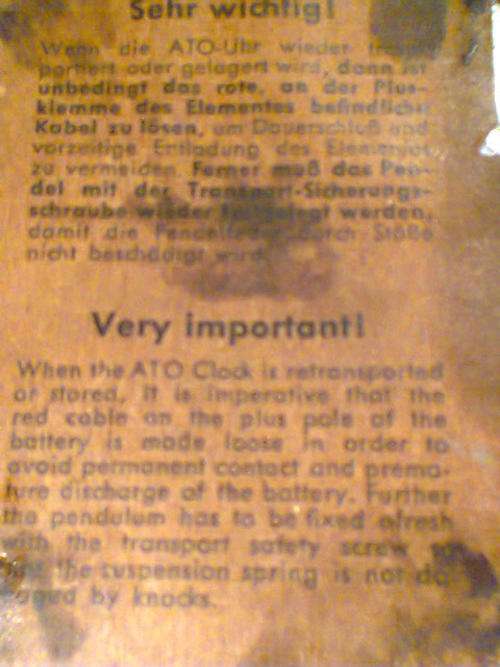 Sehr wichtig!
Wenn die ATO-Uhr wieder trans-
portiert oder gelagert wird, dann ist
unbedingt das rote, an der Plus-
klemme des Elementes befindliche
Kabel zu lösen, um Dauerschluß und
vorzeitige Entladung des Elementes
zu vermeiden. Ferner muß das Pen-
del mit der Transport-Sicherungs-
schraube wieder festgelegt werden,
damit die Pendelfeder durch Stöße
nicht beschädigt wird.
Very important!
When the ATO Clock is retransported
or stored, it is imperative that the
red cable on the plus pole of the
battery is made loose in order to
avoid permanent contact and prema-
ture discharge of the battery. Further
the pendulum has to be fixed afresh
with the transport safety screw so
the suspension spring is not da-
aged by knocks.